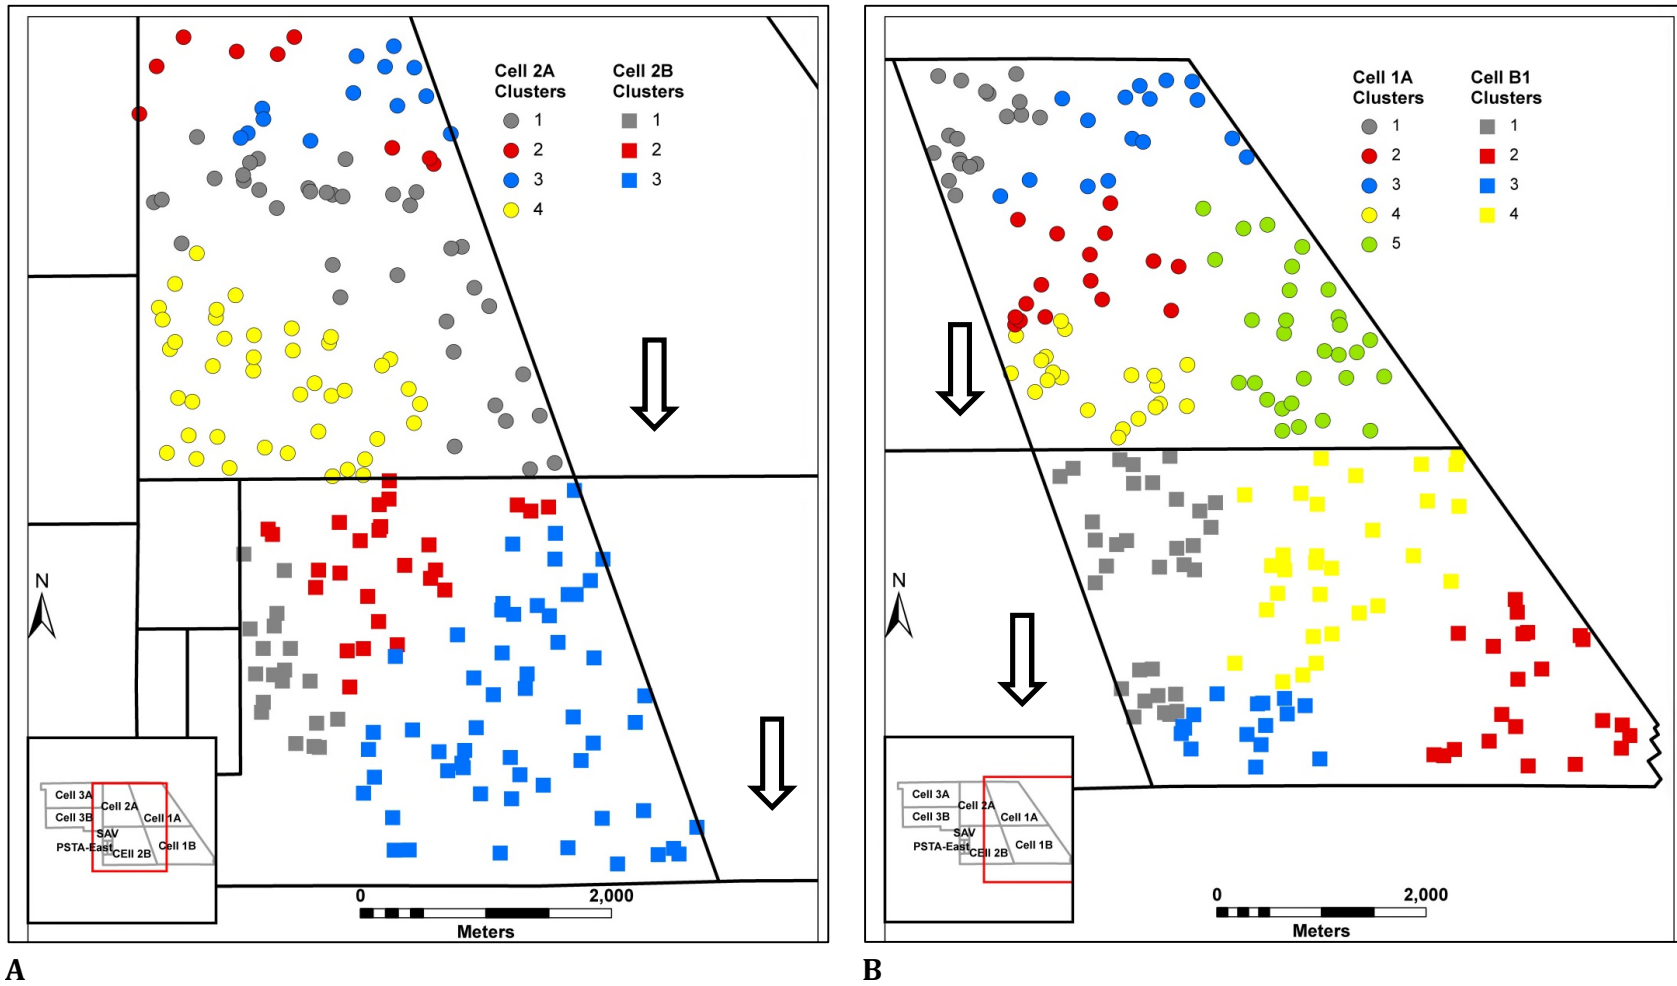 Cell 2A Cell 2B
Clusters Clusters
1 1
2 2
3 3
4
N
Cell 3A
Cell 2A
Cell 3B
Cell 1A
SAV
PSTA-East
CEll 2B
Cell 1B
0 2,000
Meters
A
Cell 1A Cell B1
Clusters Clusters
1 1
2 2
3 3
4 4
5
N
Cell 3A
Cell 2A
Cell 3B
Cell 1A
SAV
PSTA-East
CEll 2B
Cell 1B
0 2,000
Meters
B